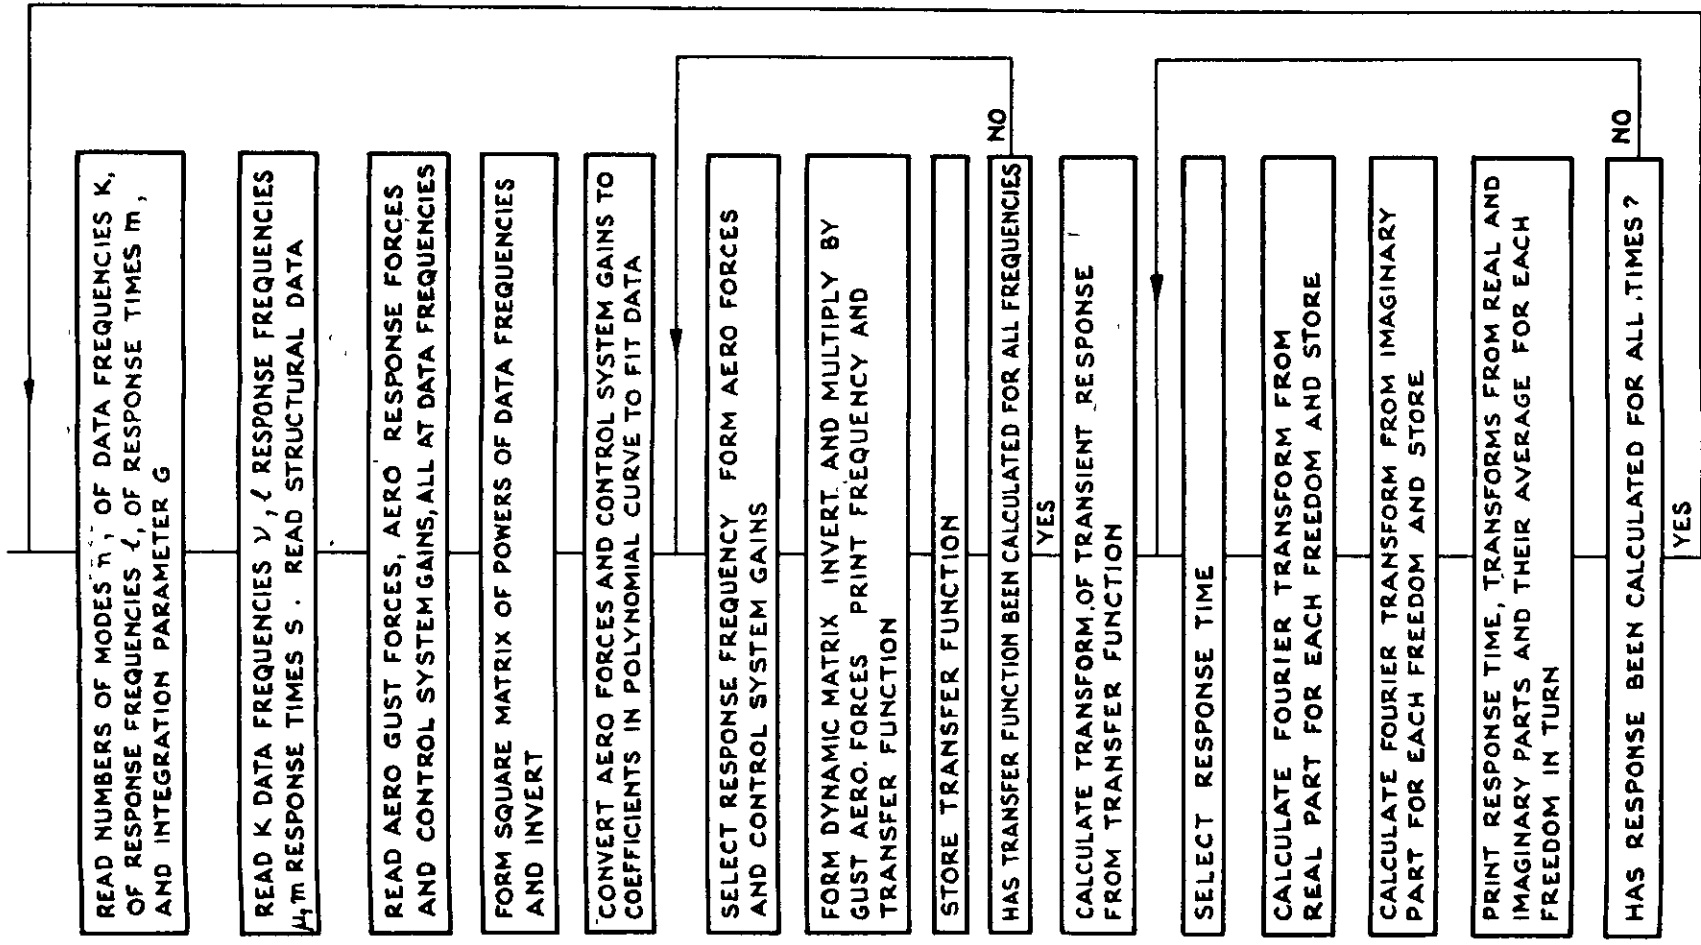 READ NUMBERS OF MODES n, OF DATA FREQUENCIES K,
OF RESPONSE FREQUENCIES ℓ, OF RESPONSE TIMES m,
AND INTEGRATION PARAMETER G
READ K DATA FREQUENCIES ν, ℓ RESPONSE FREQUENCIES
μ, m RESPONSE TIMES S. READ STRUCTURAL DATA
READ AERO GUST FORCES, AERO RESPONSE FORCES
AND CONTROL SYSTEM GAINS, ALL AT DATA FREQUENCIES
FORM SQUARE MATRIX OF POWERS OF DATA FREQUENCIES
AND INVERT
CONVERT AERO FORCES AND CONTROL SYSTEM GAINS TO
COEFFICIENTS IN POLYNOMIAL CURVE TO FIT DATA
SELECT RESPONSE FREQUENCY FORM AERO FORCES
AND CONTROL SYSTEM GAINS
FORM DYNAMIC MATRIX INVERT AND MULTIPLY BY
GUST AERO. FORCES PRINT FREQUENCY AND
TRANSFER FUNCTION
STORE TRANSFER FUNCTION
HAS TRANSFER FUNCTION BEEN CALCULATED FOR ALL FREQUENCIES
NO
YES
CALCULATE TRANSFORM OF TRANSIENT RESPONSE
FROM TRANSFER FUNCTION
SELECT RESPONSE TIME
CALCULATE FOURIER TRANSFORM FROM
REAL PART FOR EACH FREEDOM AND STORE
CALCULATE FOURIER TRANSFORM FROM IMAGINARY
PART FOR EACH FREEDOM AND STORE
PRINT RESPONSE TIME, TRANSFORMS FROM REAL AND
IMAGINARY PARTS AND THEIR AVERAGE FOR EACH
FREEDOM IN TURN
HAS RESPONSE BEEN CALCULATED FOR ALL TIMES?
NO
YES